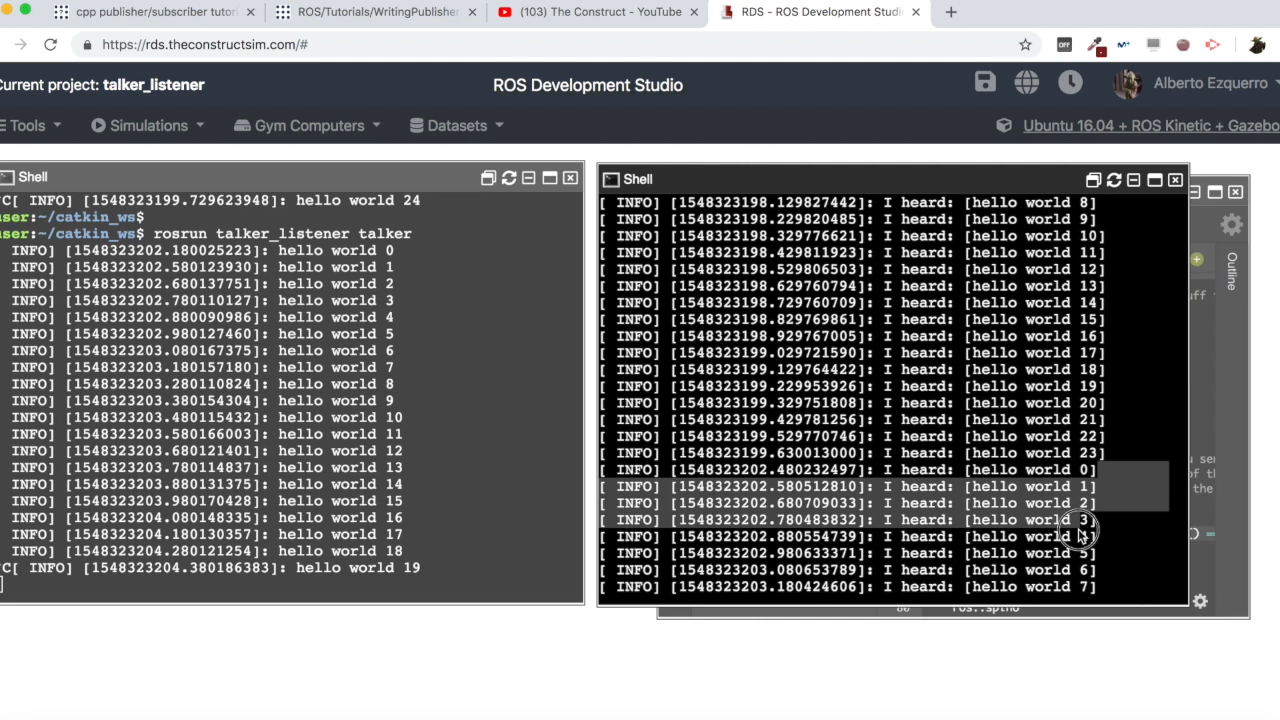 cpp publisher/subscriber tutori
ROS/Tutorials/WritingPublisher
(103) The Construct - YouTube
RDS - ROS Development Studi
https://rds.theconstructsim.com/#
OFF
Current project: talker_listener
ROS Development Studio
Alberto Ezquerro
Tools
Simulations
Gym Computers
Datasets
Ubuntu 16.04 + ROS Kinetic + Gazebo
Shell
^C[ INFO] [1548323199.729623948]: hello world 24
user:~/catkin_ws$
user:~/catkin_ws$ rosrun talker_listener talker
INFO] [1548323202.180025223]: hello world 0
INFO] [1548323202.580123930]: hello world 1
INFO] [1548323202.680137751]: hello world 2
INFO] [1548323202.780110127]: hello world 3
INFO] [1548323202.880090986]: hello world 4
INFO] [1548323202.980127460]: hello world 5
INFO] [1548323203.080167375]: hello world 6
INFO] [1548323203.180157180]: hello world 7
INFO] [1548323203.280110824]: hello world 8
INFO] [1548323203.380154304]: hello world 9
INFO] [1548323203.480115432]: hello world 10
INFO] [1548323203.580166003]: hello world 11
INFO] [1548323203.680121401]: hello world 12
INFO] [1548323203.780114837]: hello world 13
INFO] [1548323203.880131375]: hello world 14
INFO] [1548323203.980170428]: hello world 15
INFO] [1548323204.080148335]: hello world 16
INFO] [1548323204.180130357]: hello world 17
INFO] [1548323204.280121254]: hello world 18
^C[ INFO] [1548323204.380186383]: hello world 19
Shell
[ INFO] [1548323198.129827442]: I heard: [hello world 8]
[ INFO] [1548323198.229820485]: I heard: [hello world 9]
[ INFO] [1548323198.329776621]: I heard: [hello world 10]
[ INFO] [1548323198.429811923]: I heard: [hello world 11]
[ INFO] [1548323198.529806503]: I heard: [hello world 12]
[ INFO] [1548323198.629760794]: I heard: [hello world 13]
[ INFO] [1548323198.729760709]: I heard: [hello world 14]
[ INFO] [1548323198.829769861]: I heard: [hello world 15]
[ INFO] [1548323198.929767005]: I heard: [hello world 16]
[ INFO] [1548323199.029721590]: I heard: [hello world 17]
[ INFO] [1548323199.129764422]: I heard: [hello world 18]
[ INFO] [1548323199.229953926]: I heard: [hello world 19]
[ INFO] [1548323199.329751808]: I heard: [hello world 20]
[ INFO] [1548323199.429781256]: I heard: [hello world 21]
[ INFO] [1548323199.529770746]: I heard: [hello world 22]
[ INFO] [1548323199.630013000]: I heard: [hello world 23]
[ INFO] [1548323202.480232497]: I heard: [hello world 0]
[ INFO] [1548323202.580512810]: I heard: [hello world 1]
[ INFO] [1548323202.680709033]: I heard: [hello world 2]
[ INFO] [1548323202.780483832]: I heard: [hello world 3]
[ INFO] [1548323202.880554739]: I heard: [hello world 4]
[ INFO] [1548323202.980633371]: I heard: [hello world 5]
[ INFO] [1548323203.080653789]: I heard: [hello world 6]
[ INFO] [1548323203.180424606]: I heard: [hello world 7]
Outline
of th
the
80